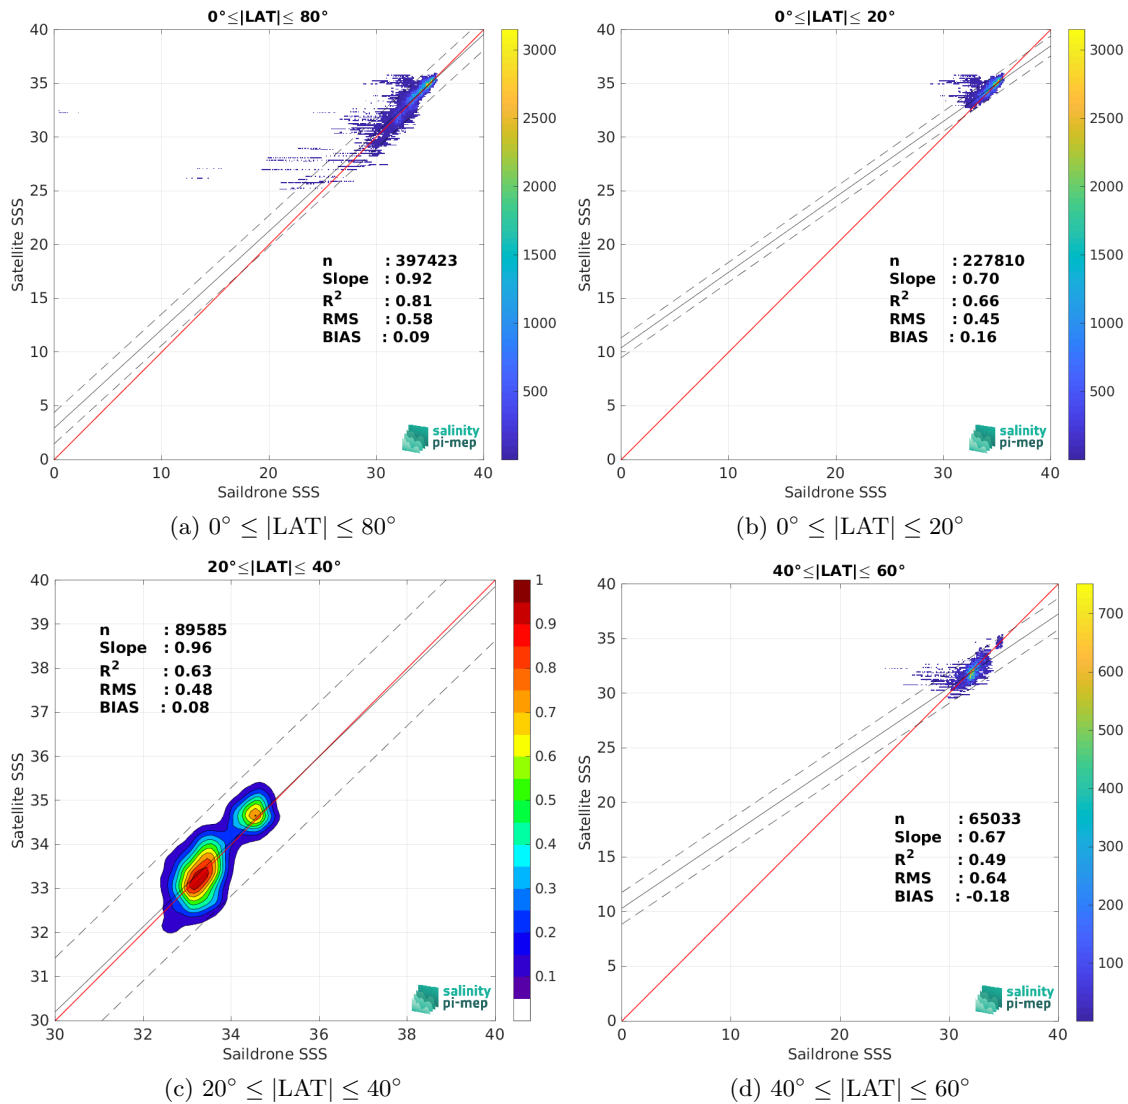 0°≤|LAT|≤ 80°
40
35
30
25
20
15
10
5
0
Satellite SSS
0
10
20
30
40
Saildrone SSS
n : 397423
Slope : 0.92
R² : 0.81
RMS : 0.58
BIAS : 0.09
salinity
pi-mep
3000
2500
2000
1500
1000
500
(a) 0° ≤ |LAT| ≤ 80°
0°≤|LAT|≤ 20°
40
35
30
25
20
15
10
5
0
Satellite SSS
0
10
20
30
40
Saildrone SSS
n : 227810
Slope : 0.70
R² : 0.66
RMS : 0.45
BIAS : 0.16
salinity
pi-mep
3000
2500
2000
1500
1000
500
(b) 0° ≤ |LAT| ≤ 20°
20°≤|LAT|≤ 40°
40
39
38
37
36
35
34
33
32
31
30
Satellite SSS
30
32
34
36
38
40
Saildrone SSS
n : 89585
Slope : 0.96
R² : 0.63
RMS : 0.48
BIAS : 0.08
salinity
pi-mep
1
0.9
0.8
0.7
0.6
0.5
0.4
0.3
0.2
0.1
(c) 20° ≤ |LAT| ≤ 40°
40°≤|LAT|≤ 60°
40
35
30
25
20
15
10
5
0
Satellite SSS
0
10
20
30
40
Saildrone SSS
n : 65033
Slope : 0.67
R² : 0.49
RMS : 0.64
BIAS : -0.18
salinity
pi-mep
700
600
500
400
300
200
100
(d) 40° ≤ |LAT| ≤ 60°